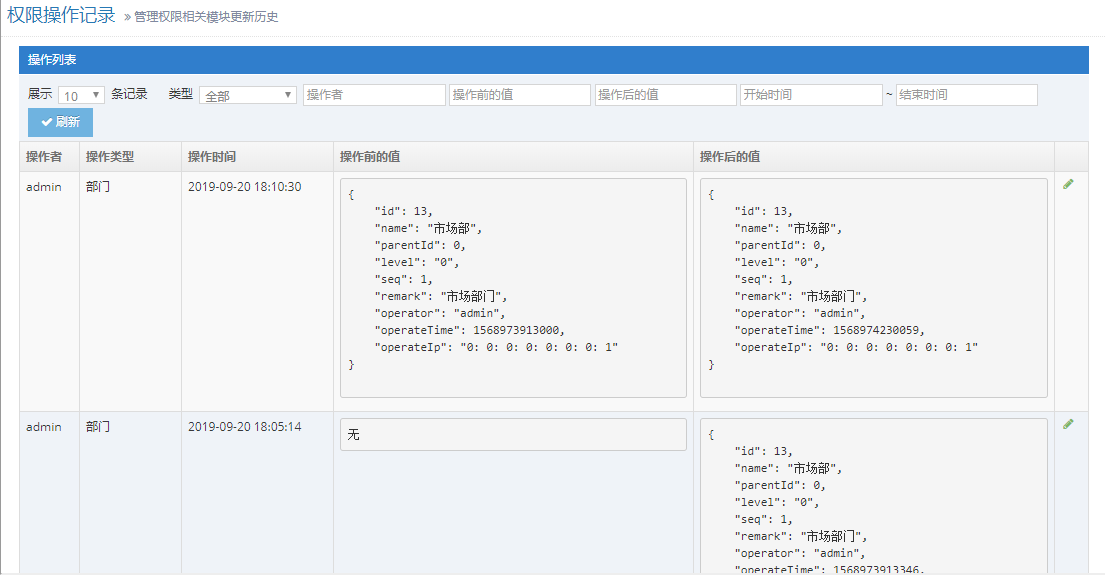 权限操作记录 » 管理权限相关模块更新历史
操作列表
展示 10 条记录 类型 全部 操作者 操作前的值 操作后的值 开始时间 ~ 结束时间
刷新
操作者 操作类型 操作时间 操作前的值 操作后的值
admin 部门 2019-09-20 18:10:30
{
"id": 13,
"name": "市场部",
"parentId": 0,
"level": "0",
"seq": 1,
"remark": "市场部门",
"operator": "admin",
"operateTime": 1568973913000,
"operateIp": "0: 0: 0: 0: 0: 0: 0: 1"
}
{
"id": 13,
"name": "市场部",
"parentId": 0,
"level": "0",
"seq": 1,
"remark": "市场部门",
"operator": "admin",
"operateTime": 1568974230059,
"operateIp": "0: 0: 0: 0: 0: 0: 0: 1"
}
admin 部门 2019-09-20 18:05:14
无
{
"id": 13,
"name": "市场部",
"parentId": 0,
"level": "0",
"seq": 1,
"remark": "市场部门",
"operator": "admin",
"operateTime": 1568973913346,